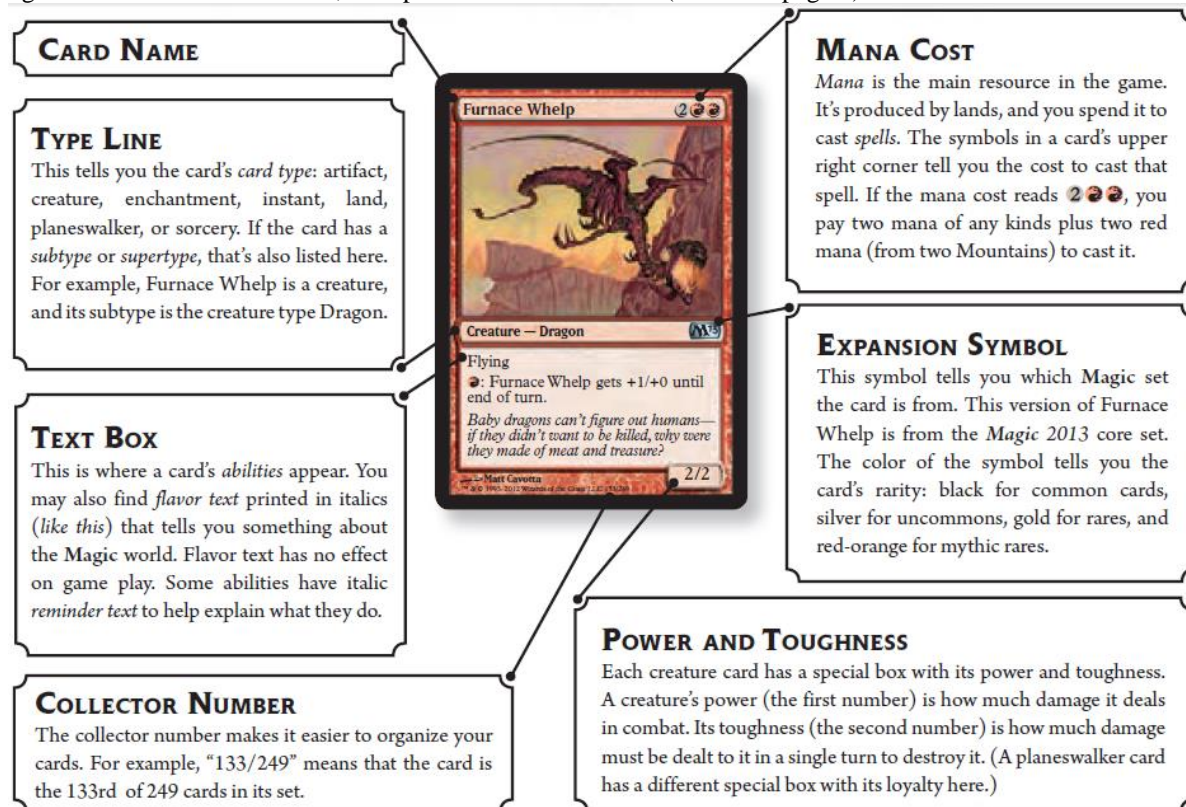 CARD NAME
TYPE LINE
This tells you the card's card type: artifact,
creature, enchantment, instant, land,
planeswalker, or sorcery. If the card has a
subtype or supertype, that's also listed here.
For example, Furnace Whelp is a creature,
and its subtype is the creature type Dragon.
TEXT BOX
This is where a card's abilities appear. You
may also find flavor text printed in italics
(like this) that tells you something about
the Magic world. Flavor text has no effect
on game play. Some abilities have italic
reminder text to help explain what they do.
COLLECTOR NUMBER
The collector number makes it easier to organize your
cards. For example, "133/249" means that the card is
the 133rd of 249 cards in its set.
Furnace Whelp 2
Creature — Dragon M13
Flying
: Furnace Whelp gets +1/+0 until
end of turn.
Baby dragons can't figure out humans—
if they didn't want to be killed, why were
they made of meat and treasure?
Matt Cavotta
2/2
MANA COST
Mana is the main resource in the game.
It's produced by lands, and you spend it to
cast spells. The symbols in a card's upper
right corner tell you the cost to cast that
spell. If the mana cost reads 2, you
pay two mana of any kinds plus two red
mana (from two Mountains) to cast it.
EXPANSION SYMBOL
This symbol tells you which Magic set
the card is from. This version of Furnace
Whelp is from the Magic 2013 core set.
The color of the symbol tells you the
card's rarity: black for common cards,
silver for uncommons, gold for rares, and
red-orange for mythic rares.
POWER AND TOUGHNESS
Each creature card has a special box with its power and toughness.
A creature's power (the first number) is how much damage it deals
in combat. Its toughness (the second number) is how much damage
must be dealt to it in a single turn to destroy it. (A planeswalker card
has a different special box with its loyalty here.)